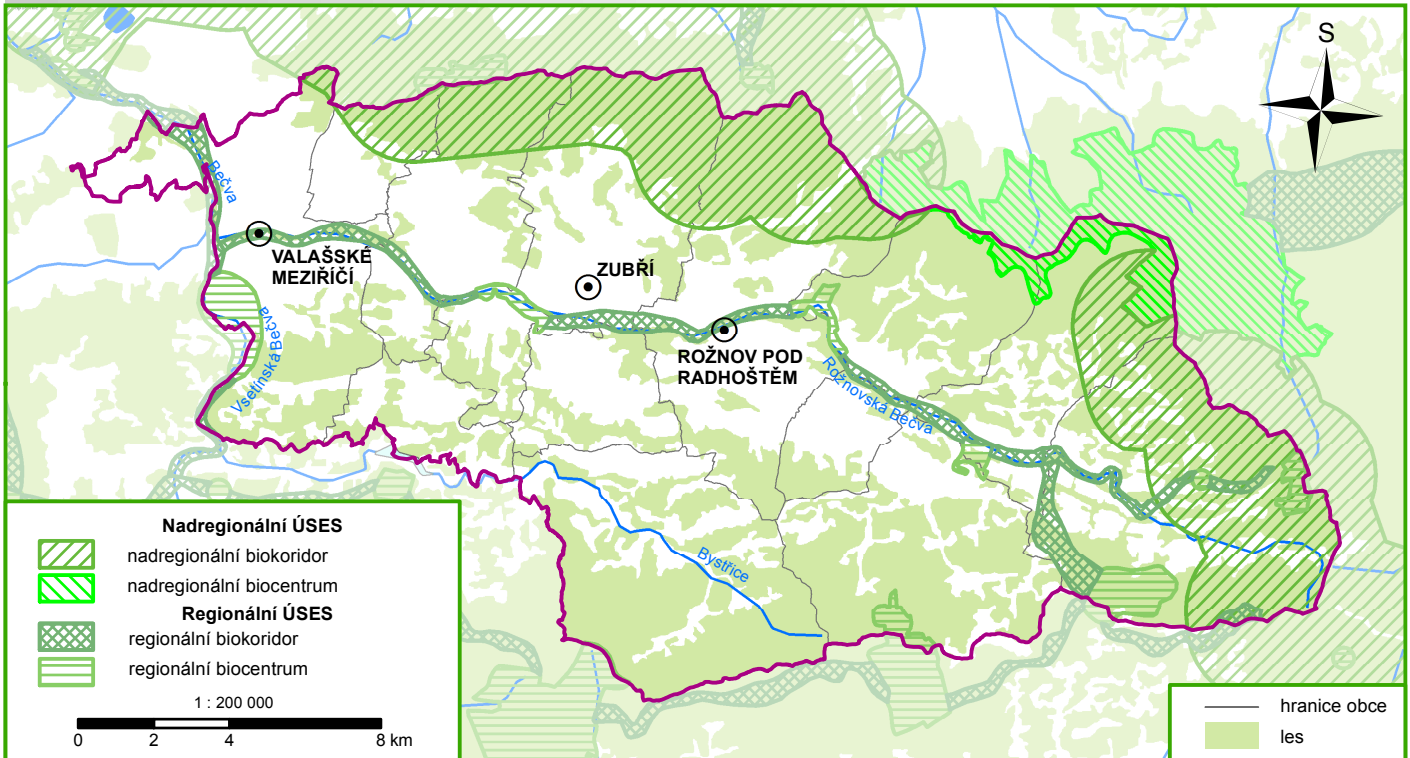 S
Bečva
VALAŠSKÉ
MEZIŘÍČÍ
ZUBŘÍ
ROŽNOV POD
RADHOŠTĚM
Vsetínská Bečva
Rožnovská Bečva
Bystřice
Nadregionální ÚSES
nadregionální biokoridor
nadregionální biocentrum
Regionální ÚSES
regionální biokoridor
regionální biocentrum
1 : 200 000
0 2 4 8 km
hranice obce
les